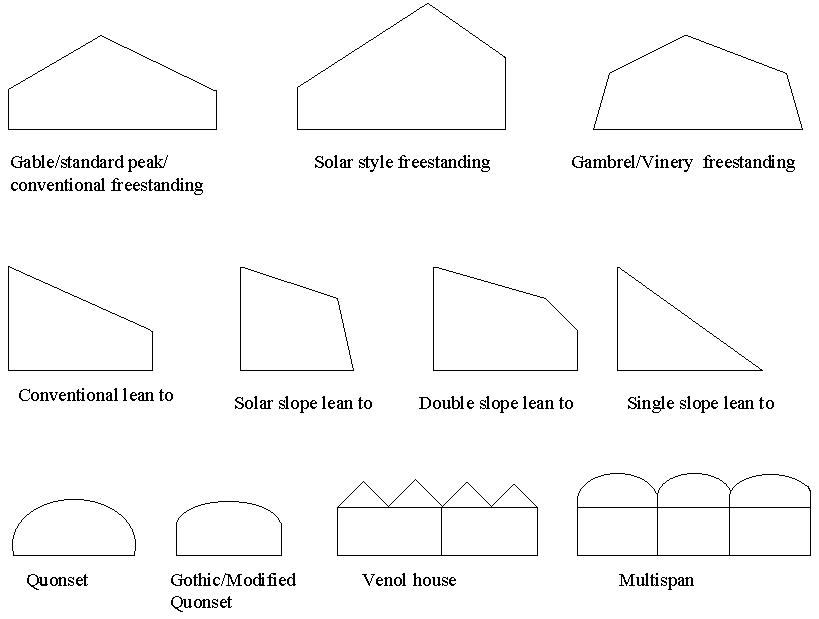 Gable/standard peak/
conventional freestanding
Solar style freestanding
Gambrel/Vinery freestanding
Conventional lean to
Solar slope lean to
Double slope lean to
Single slope lean to
Quonset
Gothic/Modified
Quonset
Venol house
Multispan